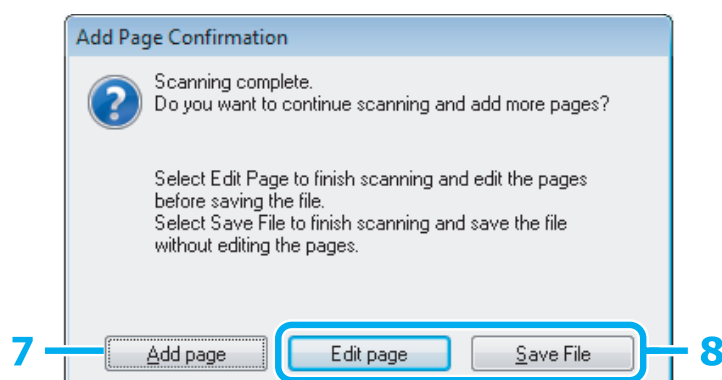 Add Page Confirmation
Scanning complete.
Do you want to continue scanning and add more pages?
Select Edit Page to finish scanning and edit the pages
before saving the file.
Select Save File to finish scanning and save the file
without editing the pages.
7 Add page Edit page Save File 8